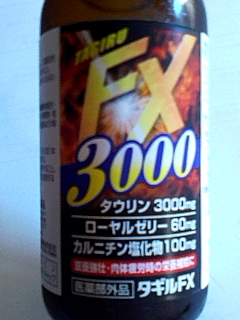 TAGIRU
FX
3000
タウリン 3000mg
ローヤルゼリー 60mg
カルニチン塩化物100mg
滋養強壮・肉体疲労時の栄養補給に
医薬部外品 タギルFX